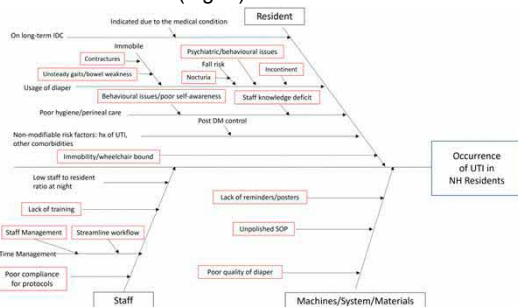 Resident
Indicated due to the medical condition
On long-term IDC
Immobile
Psychiatric/behavioural issues
Contractures
Fall risk
Unsteady gaits/bowel weakness
Nocturia
Incontinent
Usage of diaper
Behavioural issues/poor self-awareness
Staff knowledge deficit
Poor hygiene/perineal care
Post DM control
Non-modifiable risk factors: hx of UTI,
other comorbidities
Immobility/wheelchair bound
Occurrence
of UTI in
NH Residents
Low staff to resident
ratio at night
Lack of reminders/posters
Lack of training
Staff Management
Streamline workflow
Unpolished SOP
Time Management
Poor compliance
for protocols
Poor quality of diaper
Staff
Machines/System/Materials